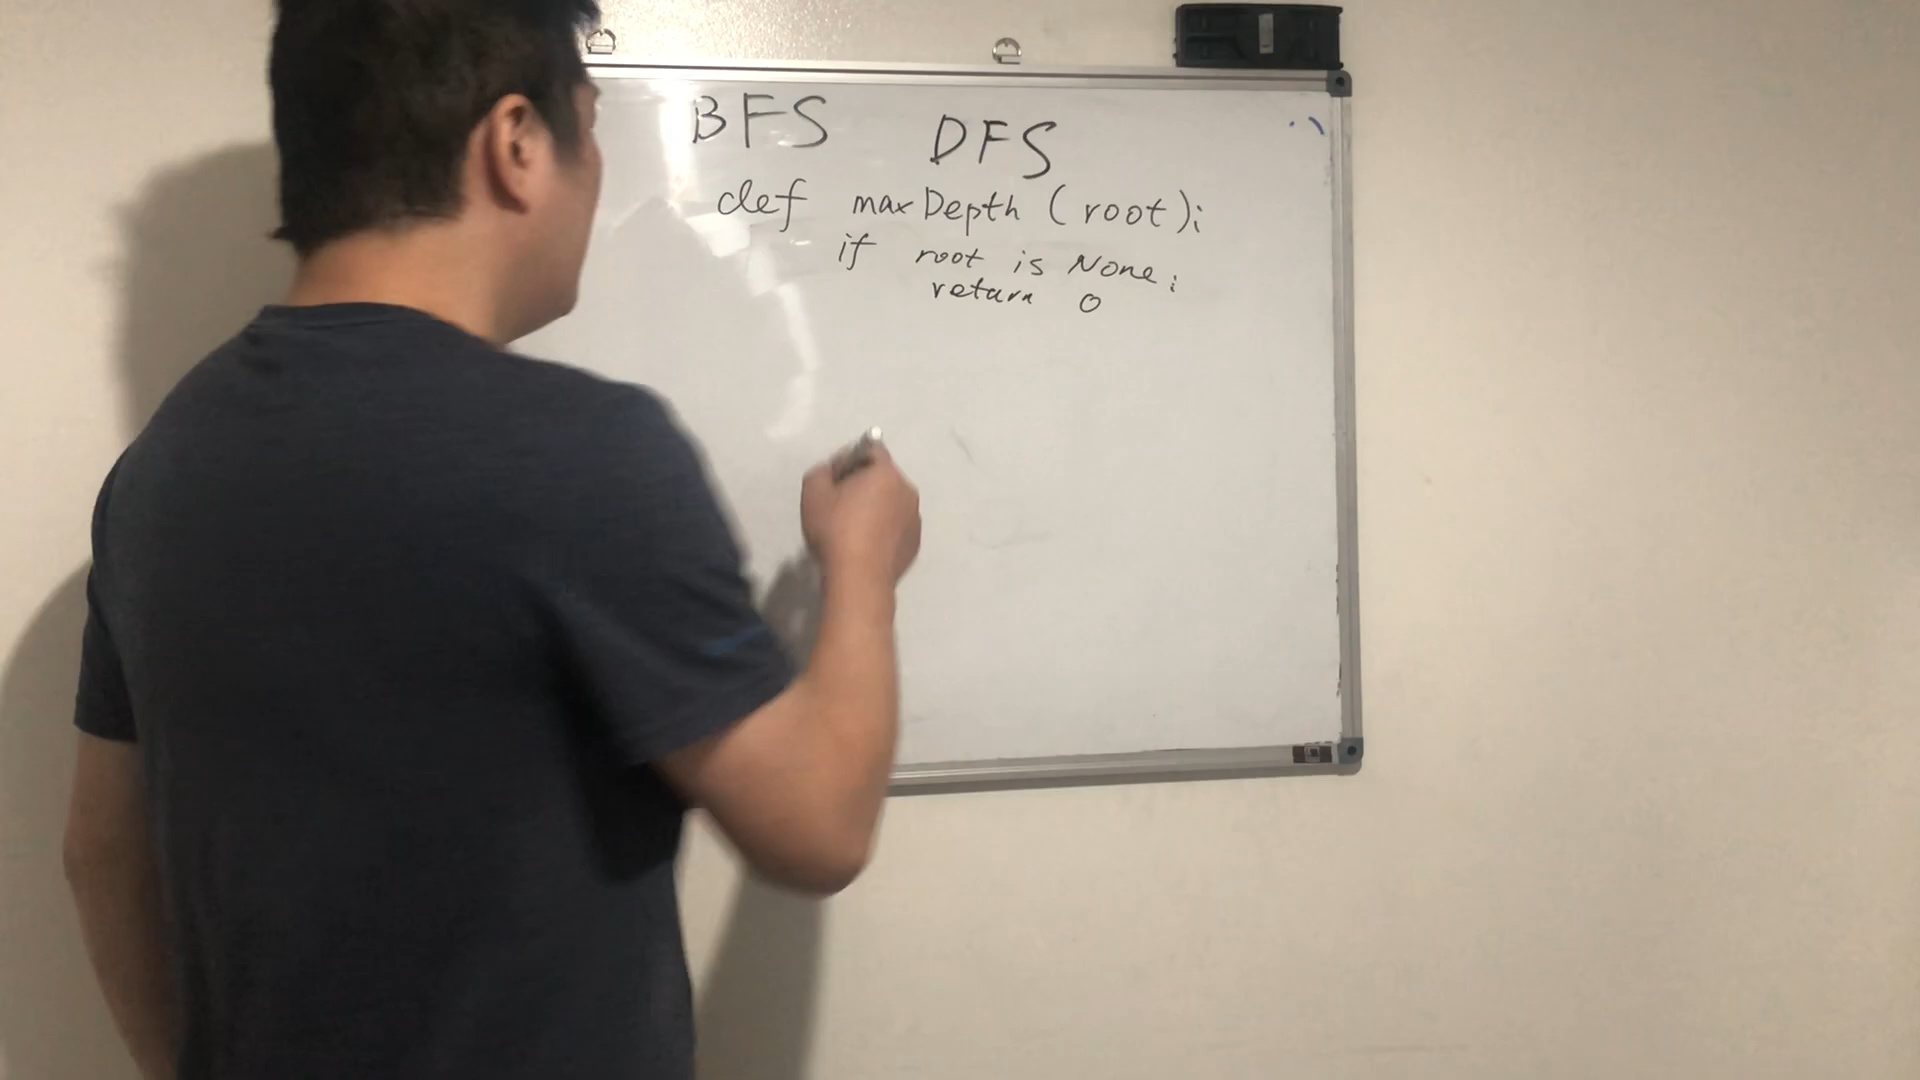 BFS DFS
def maxDepth (root):
if root is None:
return 0